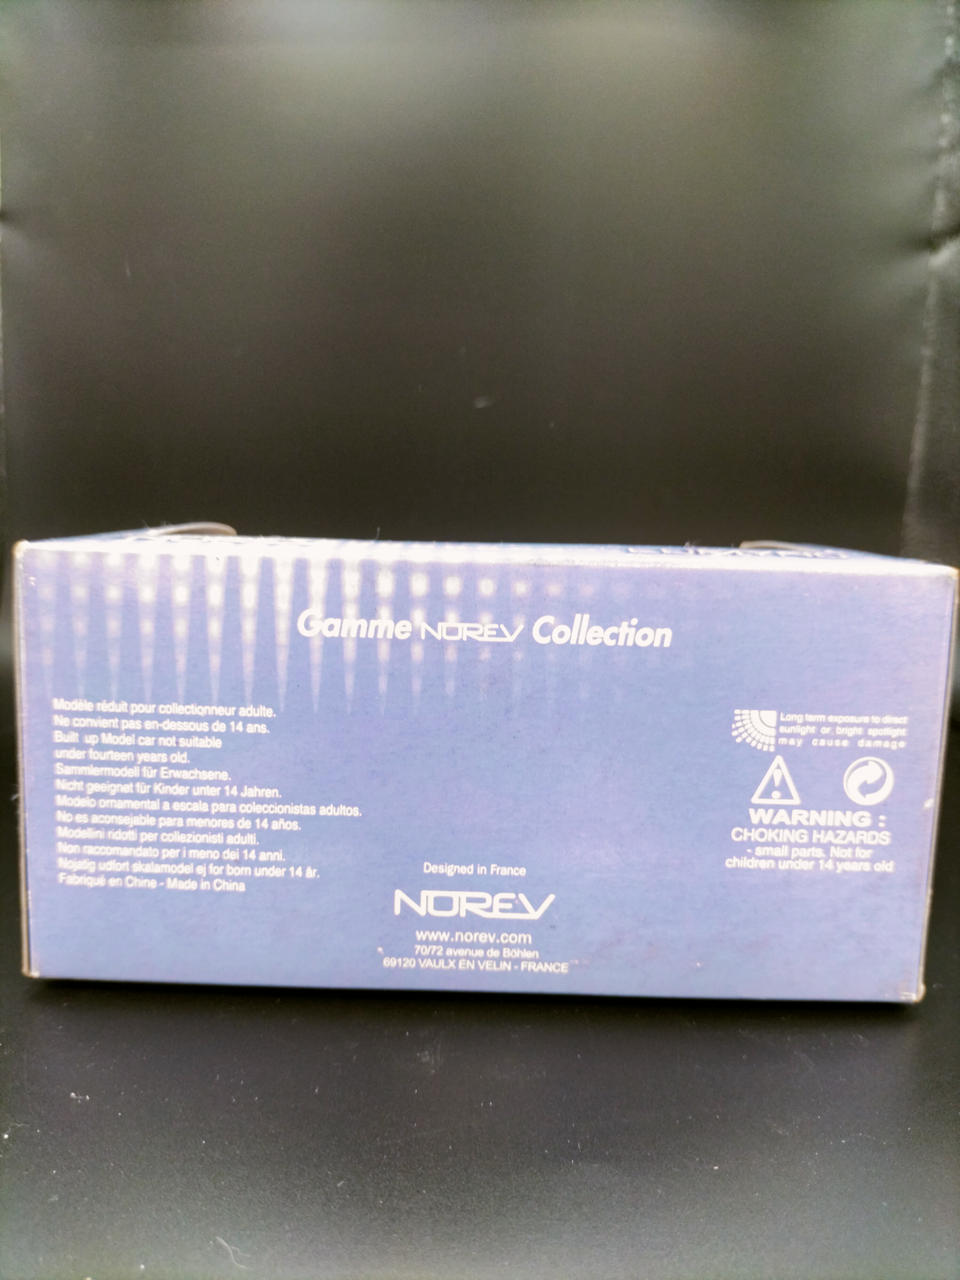 Gamme NOREV Collection
Modèle réduit pour collectionneur adulte.
Ne convient pas en-dessous de 14 ans.
Built up Model car not suitable
under fourteen years old.
Sammlermodell für Erwachsene.
Nicht geeignet für Kinder unter 14 Jahren.
Modelo ornamental a escala para coleccionistas adultos.
No es aconsejable para menores de 14 años.
Modellini ridotti per collezionisti adulti.
Non raccomandato per i meno dei 14 anni.
Nøjatig udfort skalamodel ej for born under 14 år.
Fabriqué en Chine - Made in China
Designed in France
NOREV
www.norev.com
70/72 avenue de Böhlen
69120 VAULX EN VELIN - FRANCE
Long term exposure to direct
sunlight or bright spotlight
may cause damage
WARNING :
CHOKING HAZARDS
- small parts. Not for
children under 14 years old